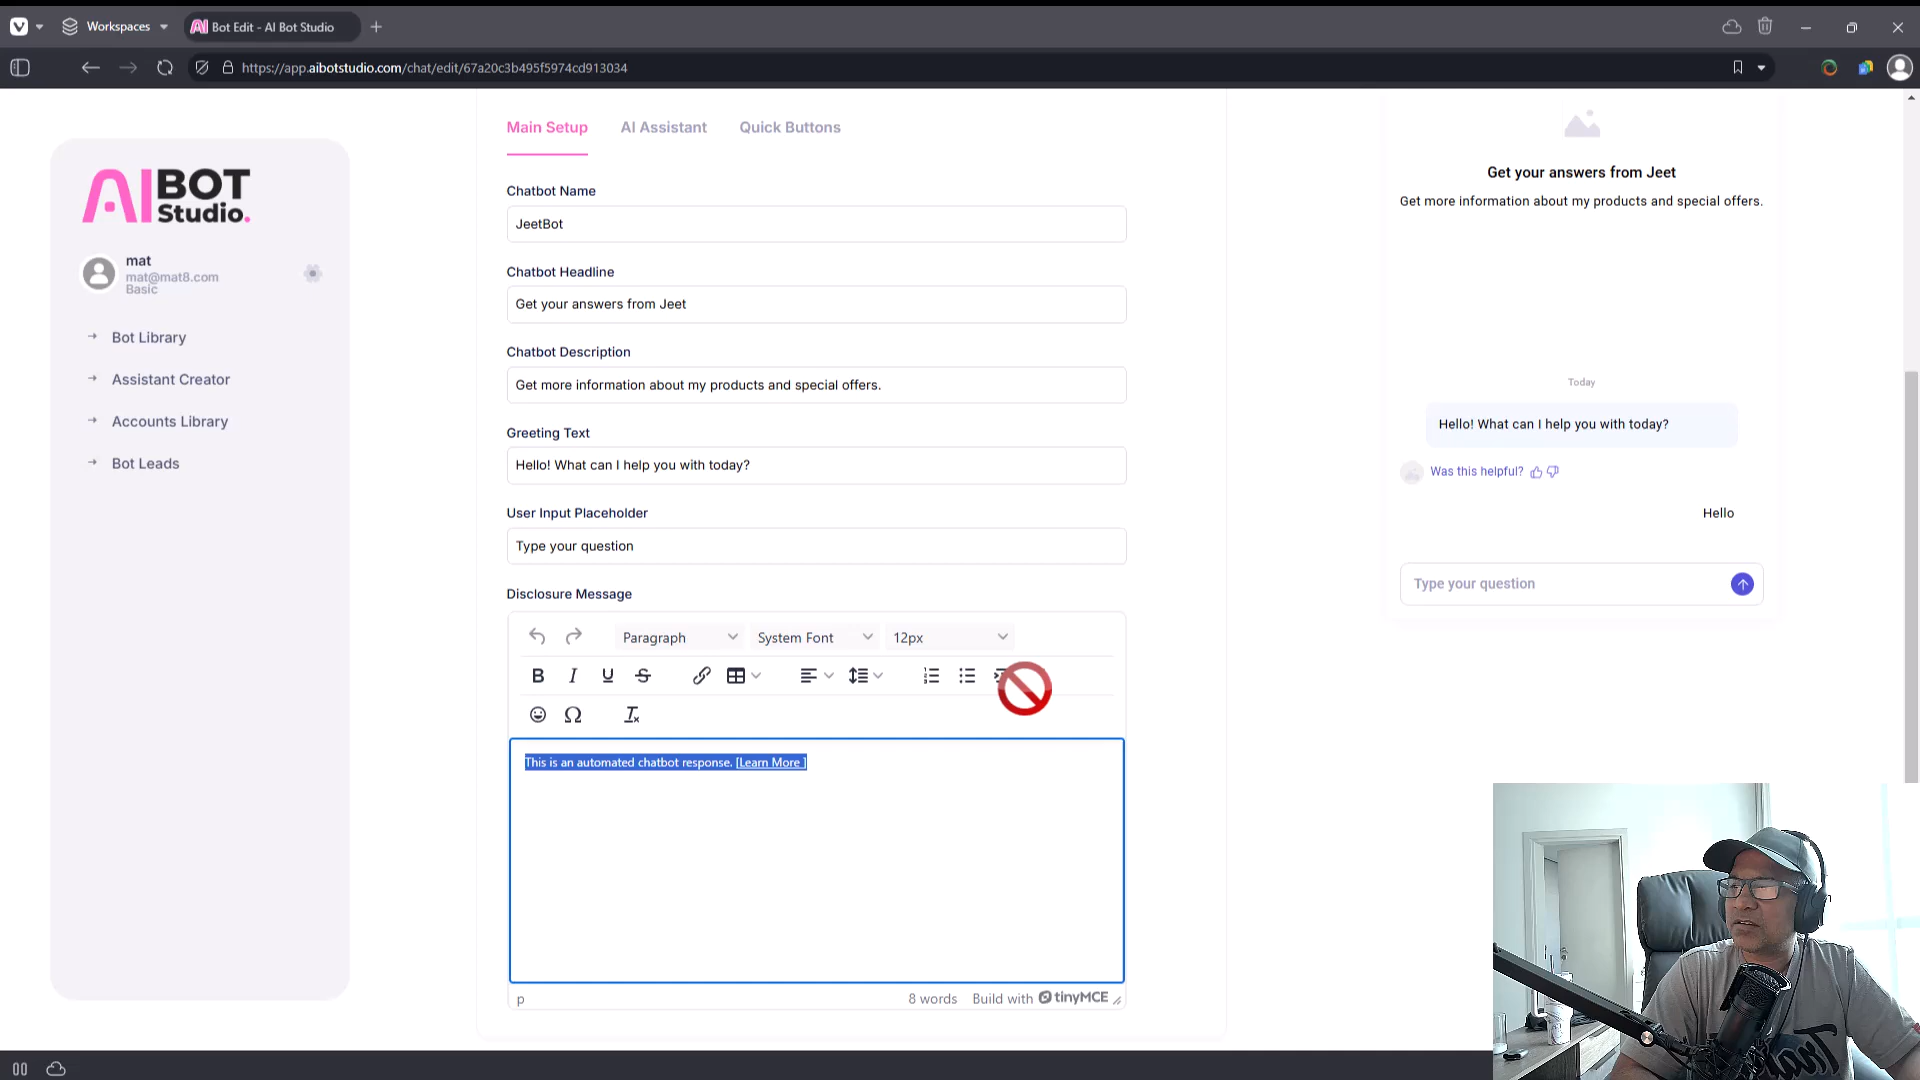 Workspaces
Bot Edit - AI Bot Studio
https://app.aibotstudio.com/chat/edit/67a20c3b495f5974cd913034
AI BOT Studio.
mat
mat@mat8.com
Basic
Bot Library
Assistant Creator
Accounts Library
Bot Leads
Main Setup
AI Assistant
Quick Buttons
Chatbot Name
JeetBot
Chatbot Headline
Get your answers from Jeet
Chatbot Description
Get more information about my products and special offers.
Greeting Text
Hello! What can I help you with today?
User Input Placeholder
Type your question
Disclosure Message
Paragraph
System Font
12px
This is an automated chatbot response. [Learn More ]
p
8 words
Build with tinyMCE
Get your answers from Jeet
Get more information about my products and special offers.
Today
Hello! What can I help you with today?
Was this helpful?
Hello
Type your question